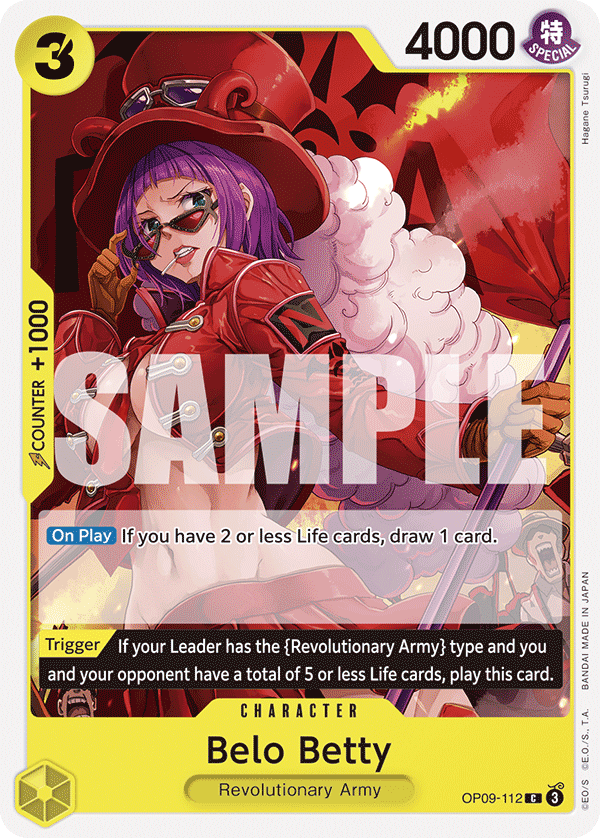 3
4000
特
SPECIAL
Hagane Tsurugi
COUNTER +1000
SAMPLE
On Play If you have 2 or less Life cards, draw 1 card.
Trigger If your Leader has the {Revolutionary Army} type and you
and your opponent have a total of 5 or less Life cards, play this card.
CHARACTER
Belo Betty
Revolutionary Army
OP09-112 C 3
©EO/S ©E.O./S., T.A. BANDAI MADE IN JAPAN